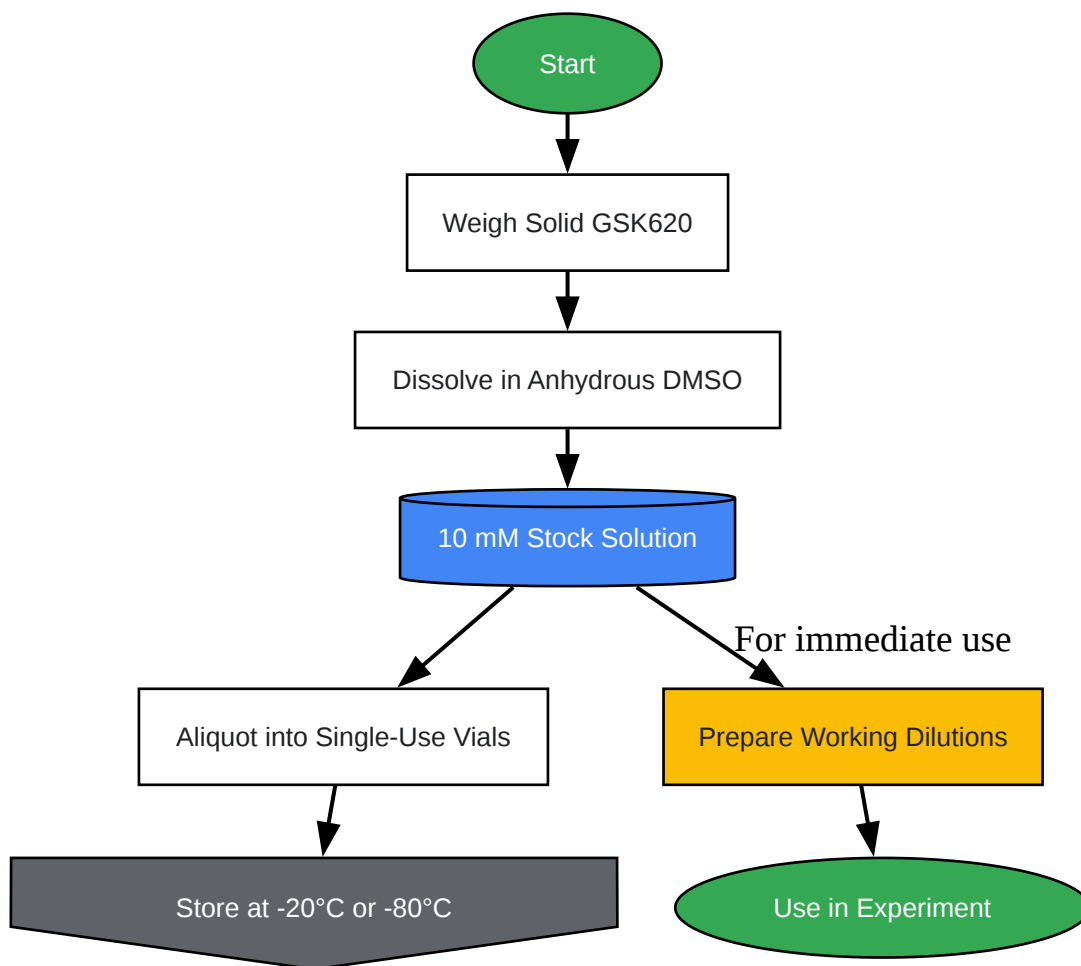 Start
Weigh Solid GSK620
Dissolve in Anhydrous DMSO
10 mM Stock Solution
For immediate use
Aliquot into Single-Use Vials
Prepare Working Dilutions
Store at -20°C or -80°C
Use in Experiment